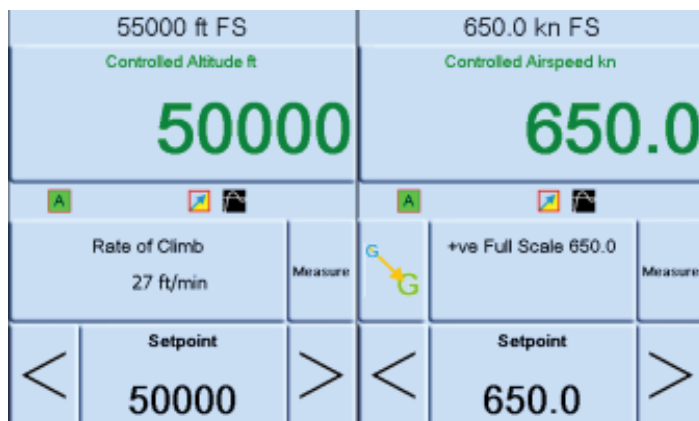 55000 ft FS
Controlled Altitude ft
50000
A
Rate of Climb
27 ft/min
Measure
<
Setpoint
50000
>
650.0 kn FS
Controlled Airspeed kn
650.0
A
G
G
+ve Full Scale 650.0
Measure
<
Setpoint
650.0
>